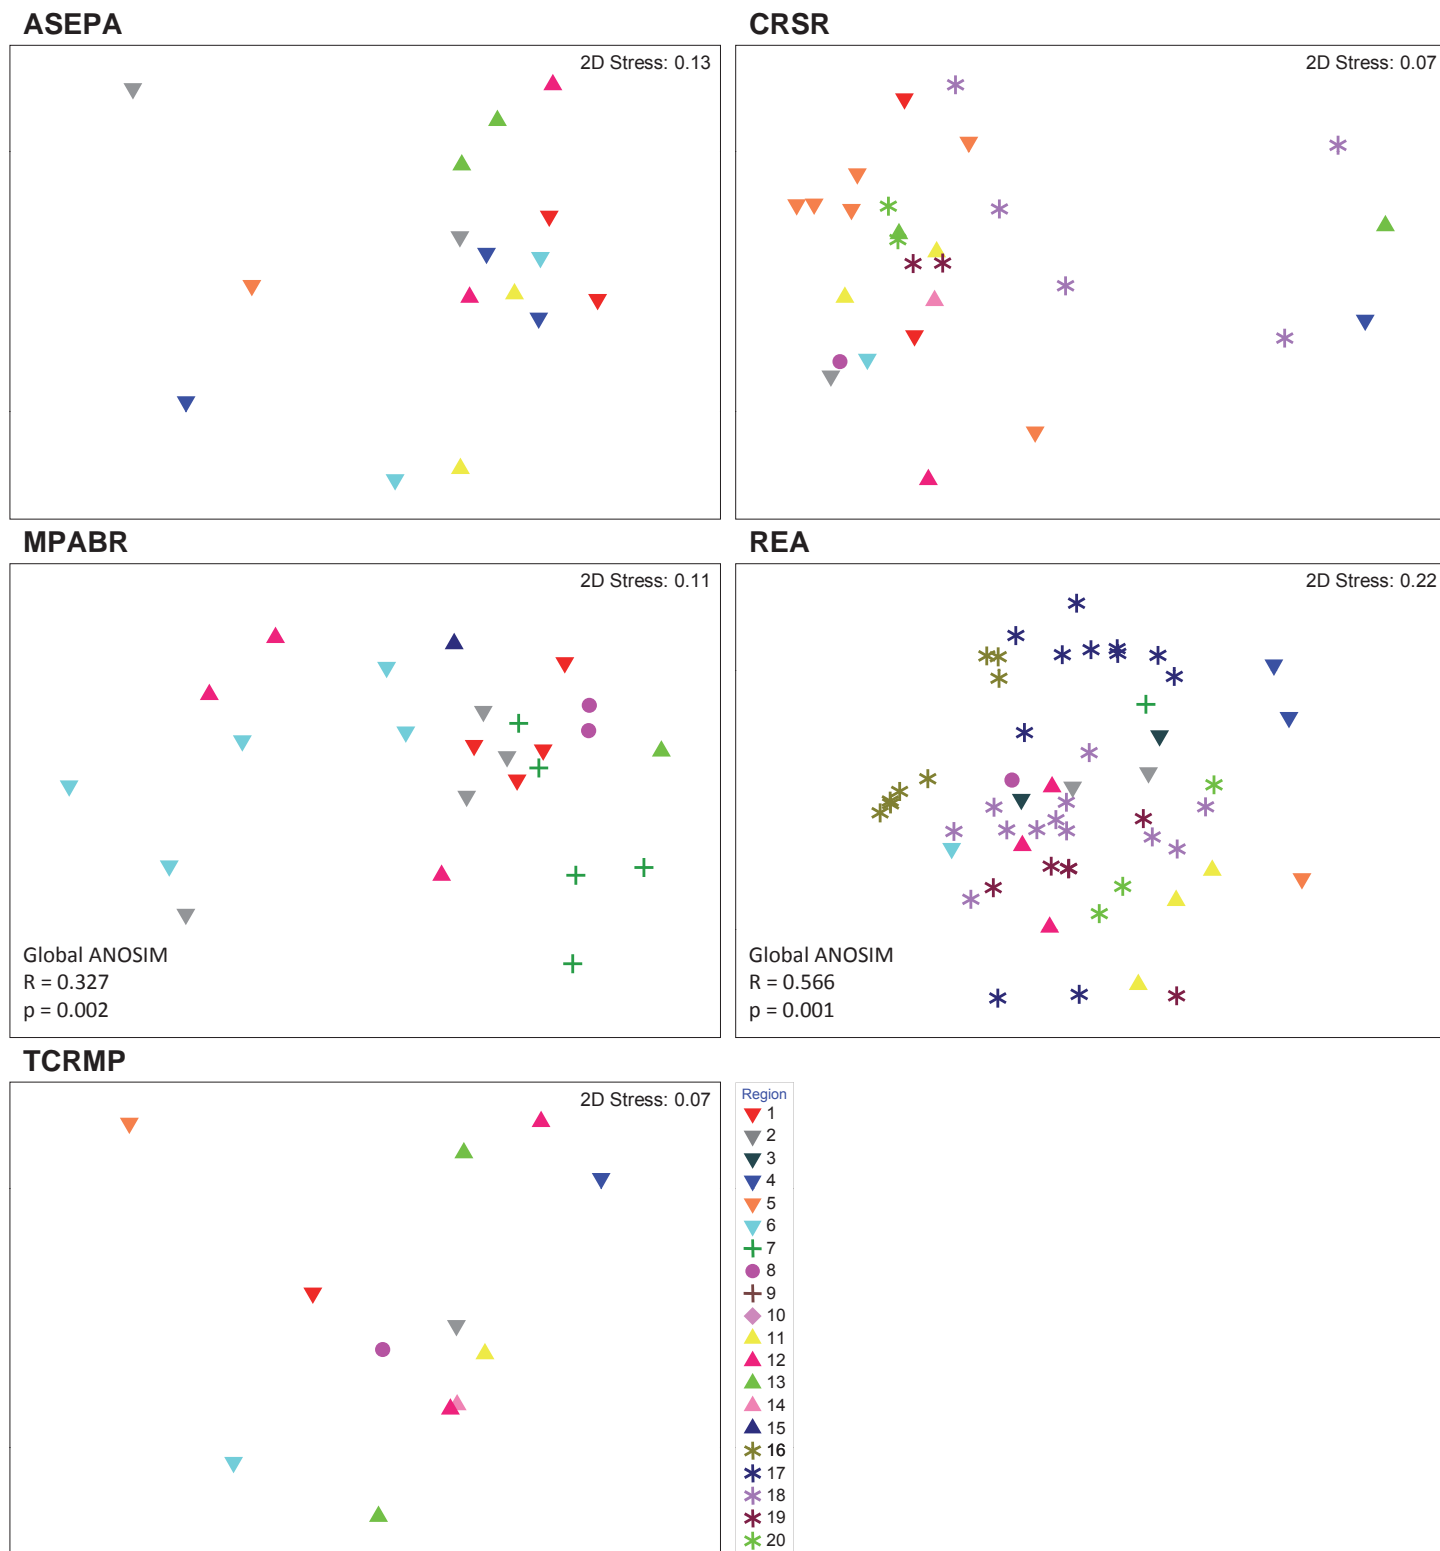 ASEPA
2D Stress: 0.13
CRSR
2D Stress: 0.07
MPABR
2D Stress: 0.11
Global ANOSIM
R = 0.327
p = 0.002
REA
2D Stress: 0.22
Global ANOSIM
R = 0.566
p = 0.001
TCRMP
2D Stress: 0.07
Region
1
2
3
4
5
6
7
8
9
10
11
12
13
14
15
16
17
18
19
20